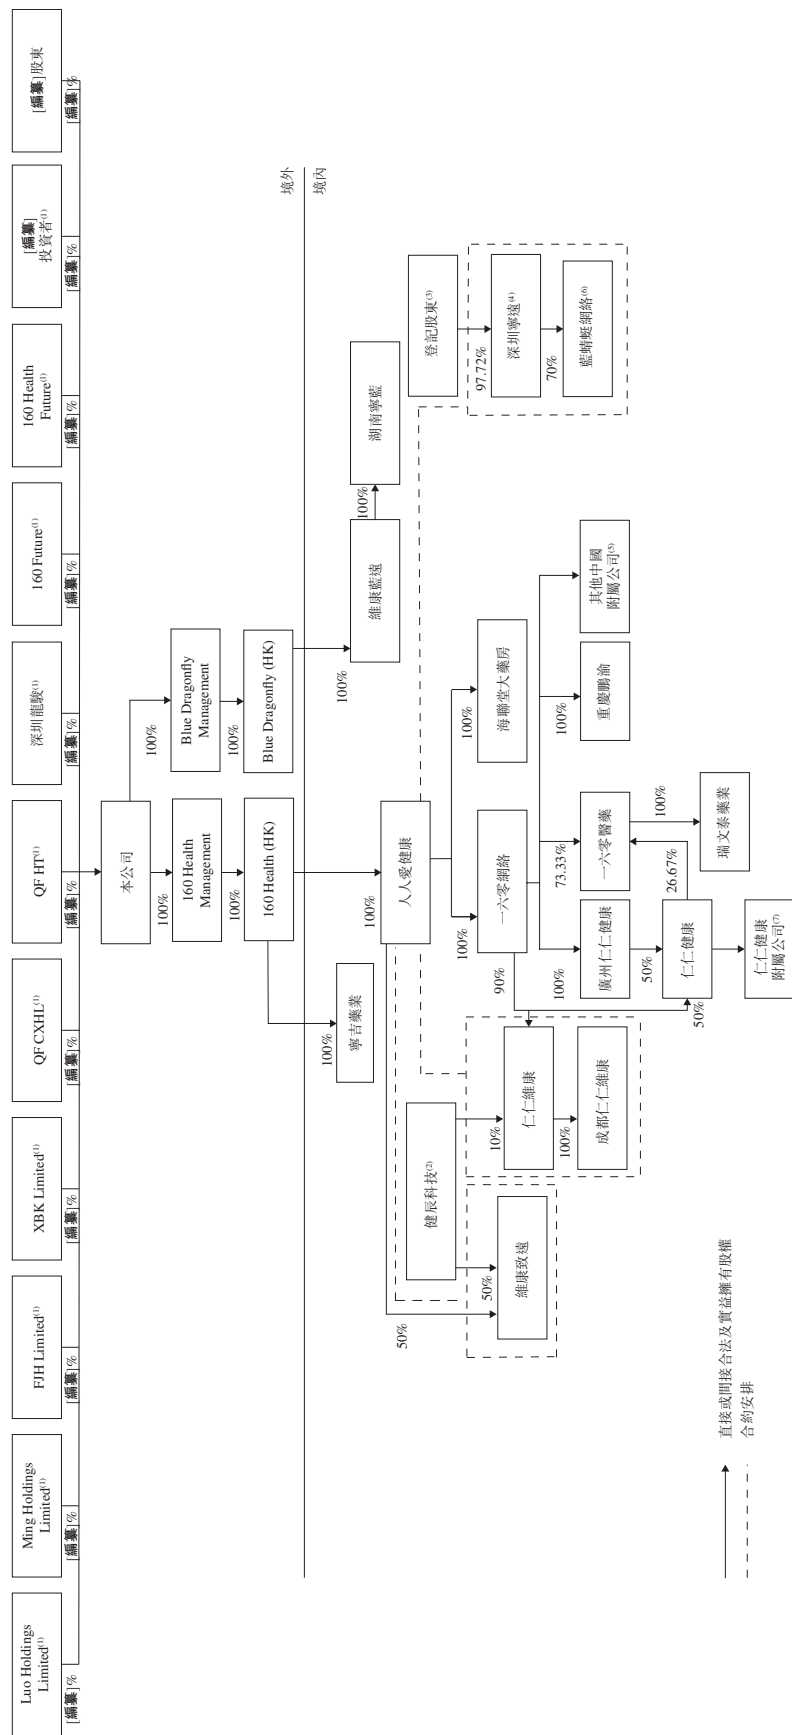 Luo Holdings
Limited(1)
[編纂]%
Ming Holdings
Limited(1)
[編纂]%
FJH Limited(1)
[編纂]%
XBK Limited(1)
[編纂]%
QF CXHL(1)
[編纂]%
QF HT(1)
[編纂]%
深圳龍駿(1)
[編纂]%
160 Future(1)
[編纂]%
160 Health
Future(1)
[編纂]%
[編纂]
投資者(1)
[編纂]%
[編纂]股東
[編纂]%
本公司
100%
100%
160 Health
Management
Blue Dragonfly
Management
100%
100%
160 Health (HK)
Blue Dragonfly (HK)
境外
境內
100%
寧吉藥業
100%
人人愛健康
100%
維康藍遠
100%
湖南寧藍
50%
健辰科技(2)
登記股東(3)
100%
100%
97.72%
50%
維康致遠
10%
90%
仁仁維康
一六零網絡
海聯堂大藥房
深圳寧遠(4)
100%
70%
成都仁仁維康
100%
73.33%
100%
廣州仁仁健康
一六零醫藥
重慶鵬渝
其他中國
附屬公司(5)
藍蜻蜓網絡(6)
50%
50%
26.67%
100%
仁仁健康
瑞文泰藥業
仁仁健康
附屬公司(7)
直接或間接合法及實益擁有股權
合約安排